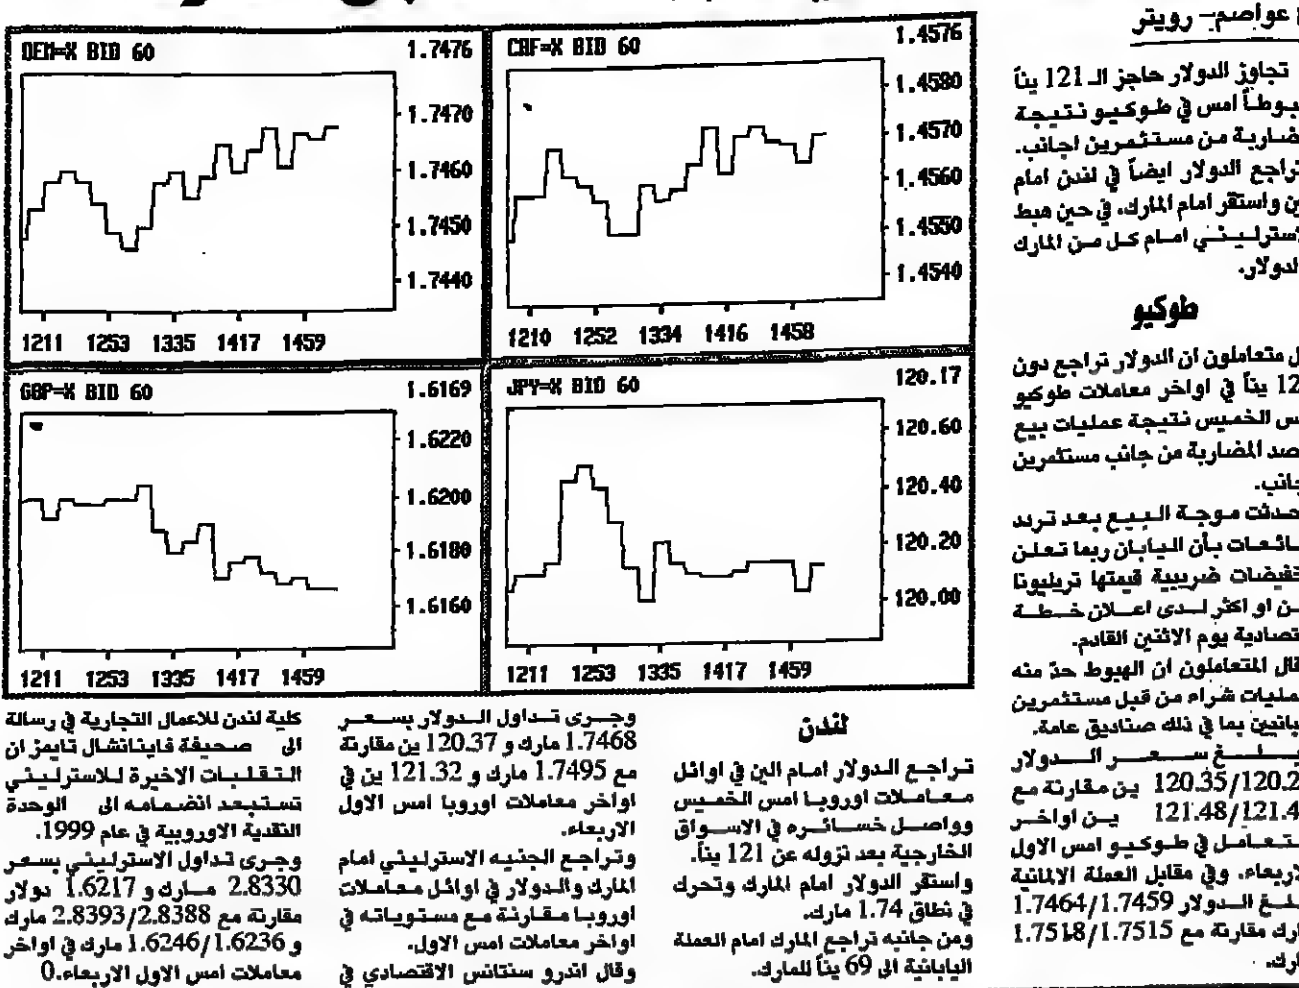 DEM=X BID 60 1.7476
1.7470
1.7460
1.7450
1.7440
1211 1253 1335 1417 1459
CHF=X BID 60 1.4576
1.4580
1.4570
1.4560
1.4550
1.4540
1210 1252 1334 1416 1458
GBP=X BID 60 1.6169
1.6220
1.6200
1.6180
1.6160
1211 1253 1335 1417 1459
JPY=X BID 60 120.17
120.60
120.40
120.20
120.00
1211 1253 1335 1417 1459
عواصم- رويتر
تجاوز الدولار حاجز الـ 121 يناً
بوطاً امس في طوكيو نتيجة
ضاربة من مستثمرين اجانب.
تراجع الدولار ايضاً في لندن امام
ين واستقر امام المارك، في حين هبط
لاسترليني امام كل من المارك
الدولار.
طوكيو
ل متعاملون ان الدولار تراجع دون
12 يناً في اواخر معاملات طوكيو
س الخميس نتيجة عمليات بيع
صد المضاربة من جانب مستثمرين
جانب.
حدثت موجة البيع بعد تردد
ائعات بأن اليابان ربما تعلن
خفيضات ضريبية قيمتها تريليونا
ن او اكثر لدى اعلان خطة
تصادية يوم الاثنين القادم.
قال المتعاملون ان الهبوط حدّ منه
مليات شراء من قبل مستثمرين
بانيين بما في ذلك صناديق عامة.
بلغ سعر الدولار
120.35/120.2 ين مقارنة مع
121.48/121.4 ين اواخر
تعامل في طوكيو امس الاول
لاربعاء. وفي مقابل العملة الالمانية
لغ الدولار 1.7464/1.7459
ارك مقارنة مع 1.7518/1.7515
ارك.
لندن
تراجع الدولار امام الين في اوائل
معاملات اوروبا امس الخميس
وواصل خسائره في الاسواق
الخارجية بعد نزوله عن 121 يناً.
واستقر الدولار امام المارك وتحرك
في نطاق 1.74 مارك.
ومن جانبه تراجع المارك امام العملة
اليابانية الى 69 يناً للمارك.
وجرى تداول الدولار بسعر
1.7468 مارك و 120.37 ين مقارنة
مع 1.7495 مارك و 121.32 ين في
اواخر معاملات اوروبا امس الاول
الاربعاء.
وتراجع الجنيه الاسترليني امام
المارك والدولار في اوائل معاملات
اوروبا مقارنة مع مستوياته في
اواخر معاملات امس الاول.
وقال اندرو سنتانس الاقتصادي في
كلية لندن للاعمال التجارية في رسالة
الى صحيفة فاينانشال تايمز ان
التقلبات الاخيرة للاسترليني
تستبعد انضمامه الى الوحدة
النقدية الاوروبية في عام 1999.
وجرى تداول الاسترليني بسعر
2.8330 مارك و 1.6217 دولار
مقارنة مع 2.8393/2.8388 مارك
و 1.6246/1.6236 مارك في اواخر
معاملات امس الاول الاربعاء.0